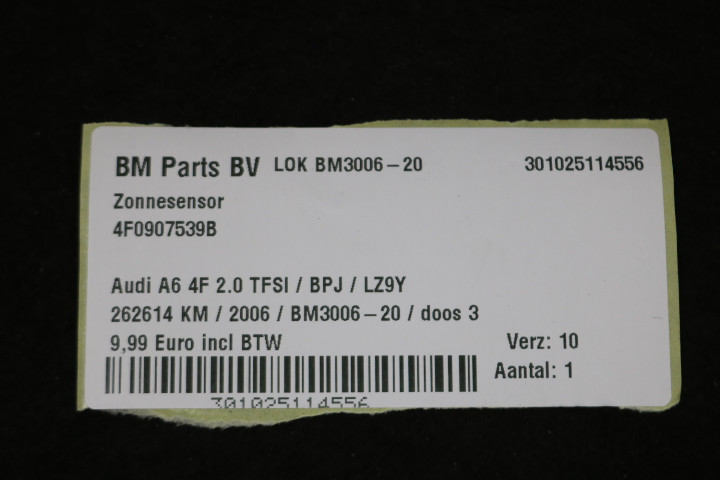 BM Parts BV LOK BM3006-20 301025114556
Zonnesensor
4F0907539B
Audi A6 4F 2.0 TFSI / BPJ / LZ9Y
262614 KM / 2006 / BM3006-20 / doos 3
9,99 Euro incl BTW Verz: 10
Aantal: 1
301025114556